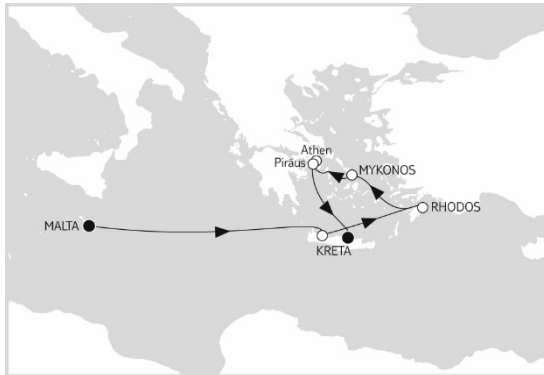 Athen
Piräus
MYKONOS
RHODOS
MALTA
KRETA